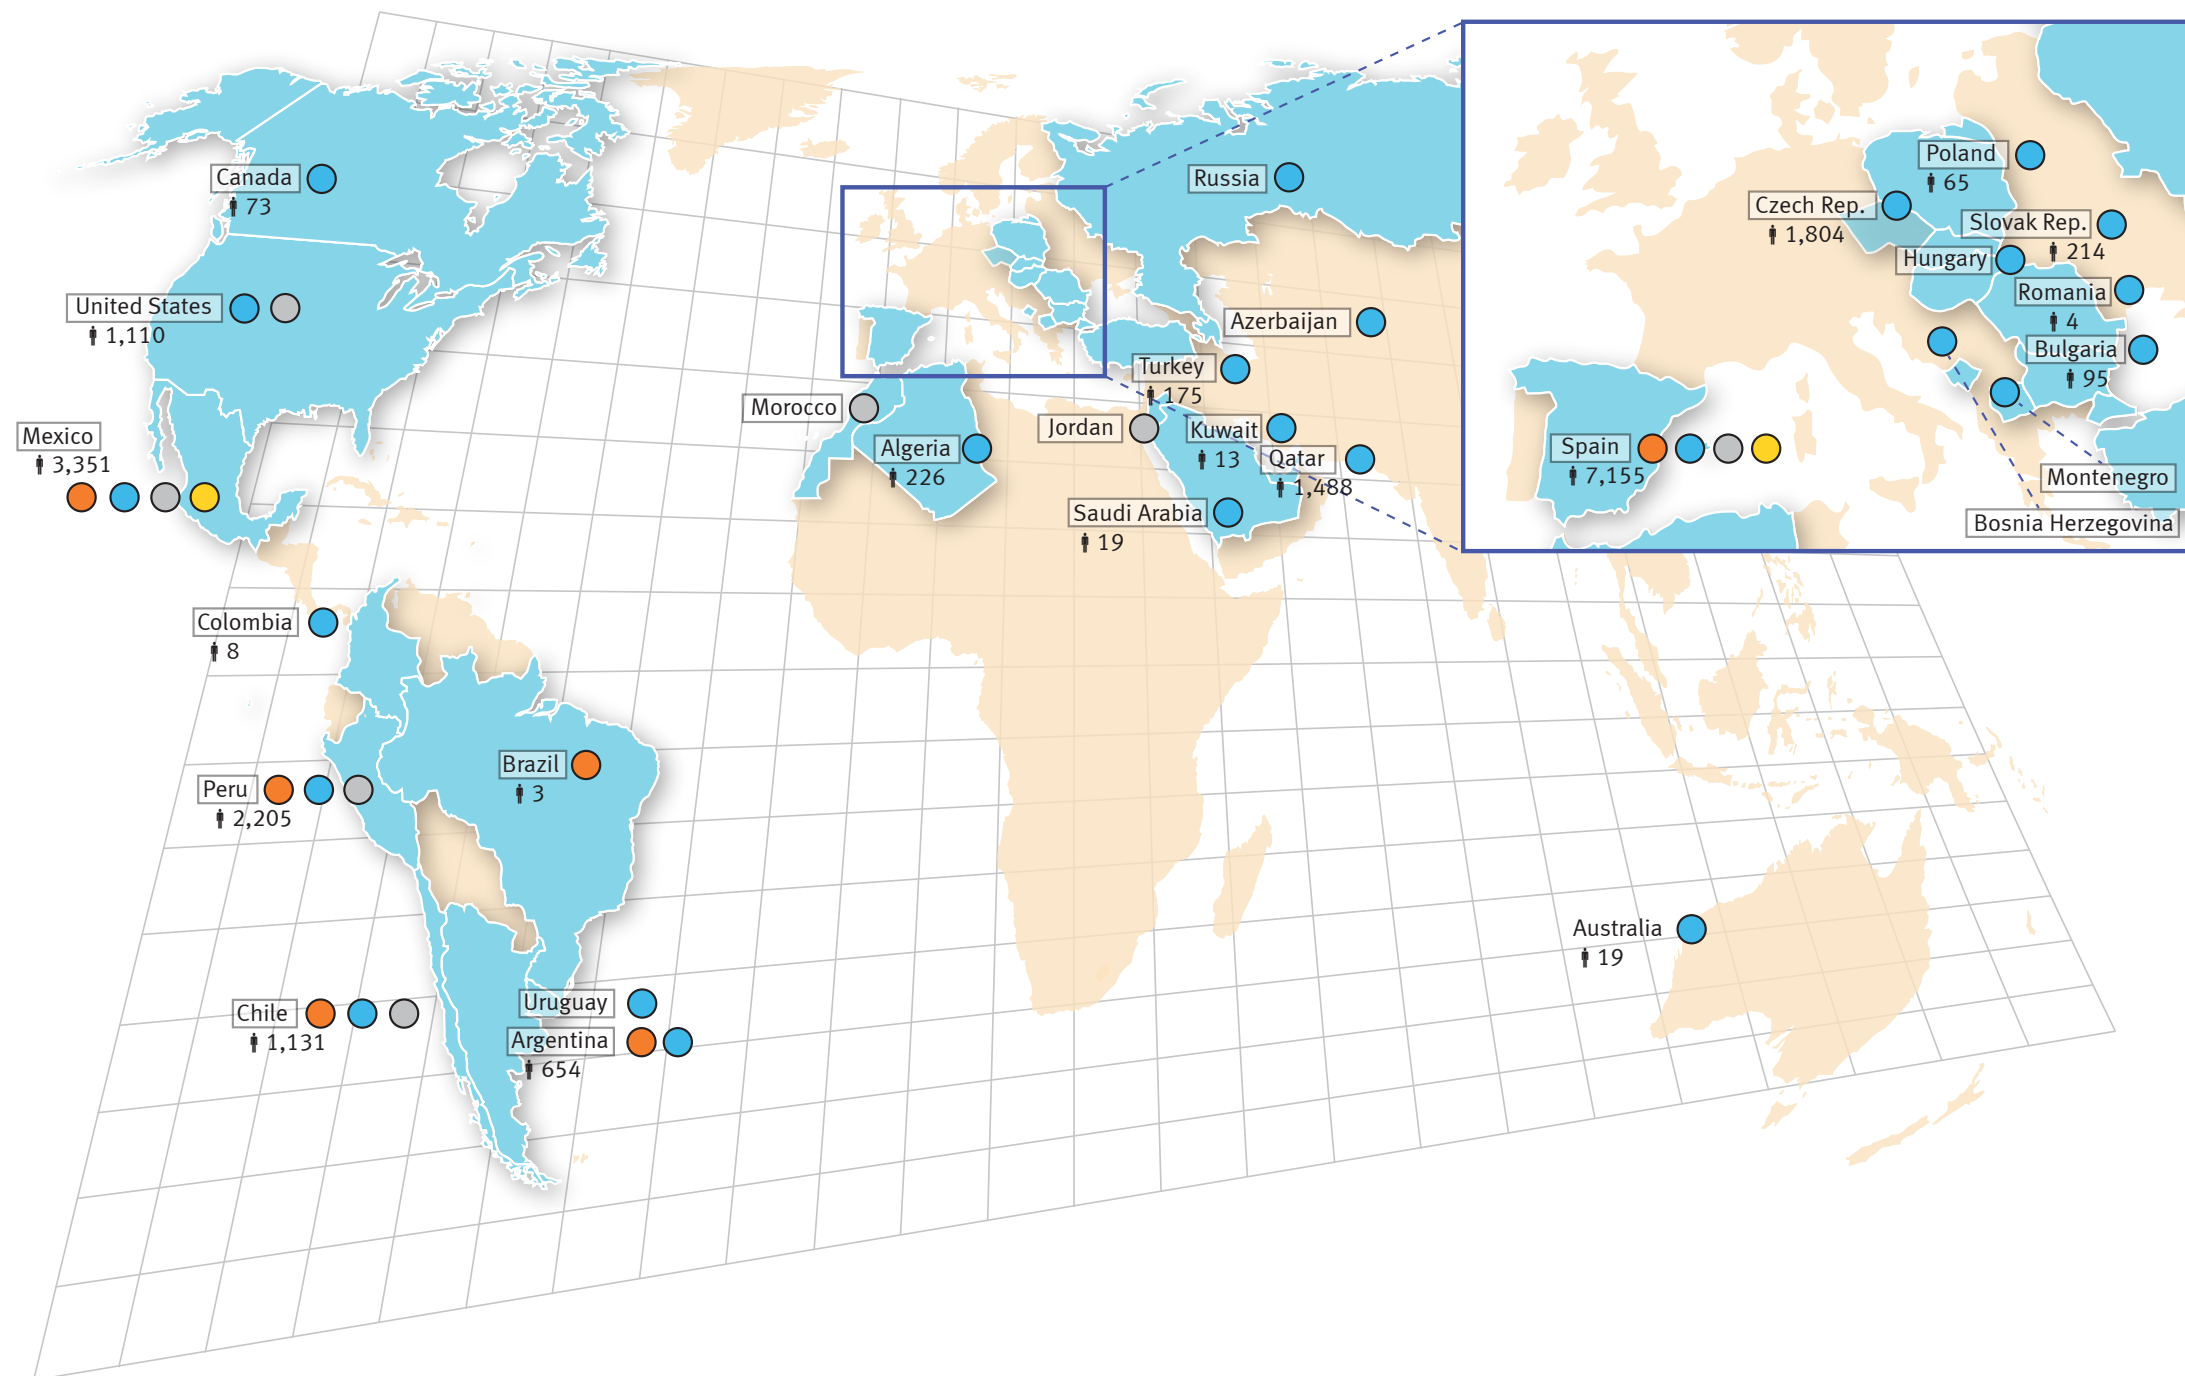 Canada
73
United States
1,110
Mexico
3,351
Colombia
8
Peru
2,205
Brazil
3
Chile
1,131
Uruguay
Argentina
654
Russia
Azerbaijan
Turkey
175
Morocco
Jordan
Kuwait
13
Algeria
226
Qatar
1,488
Saudi Arabia
19
Australia
19
Poland
65
Czech Rep.
1,804
Slovak Rep.
214
Hungary
Romania
4
Bulgaria
95
Spain
7,155
Montenegro
Bosnia Herzegovina